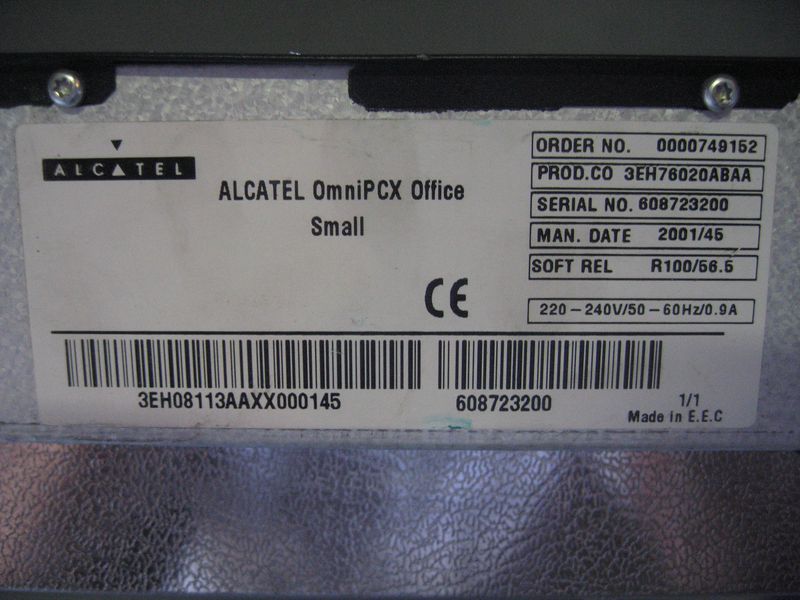 ALCATEL
ALCATEL OmniPCX Office
Small
ORDER NO. 0000749152
PROD.CO 3EH76020ABAA
SERIAL NO. 608723200
MAN. DATE 2001/45
SOFT REL R100/56.5
220-240V/50-60Hz/0.9A
CE
3EH08113AAXX000145
608723200
1/1
Made in E.E.C